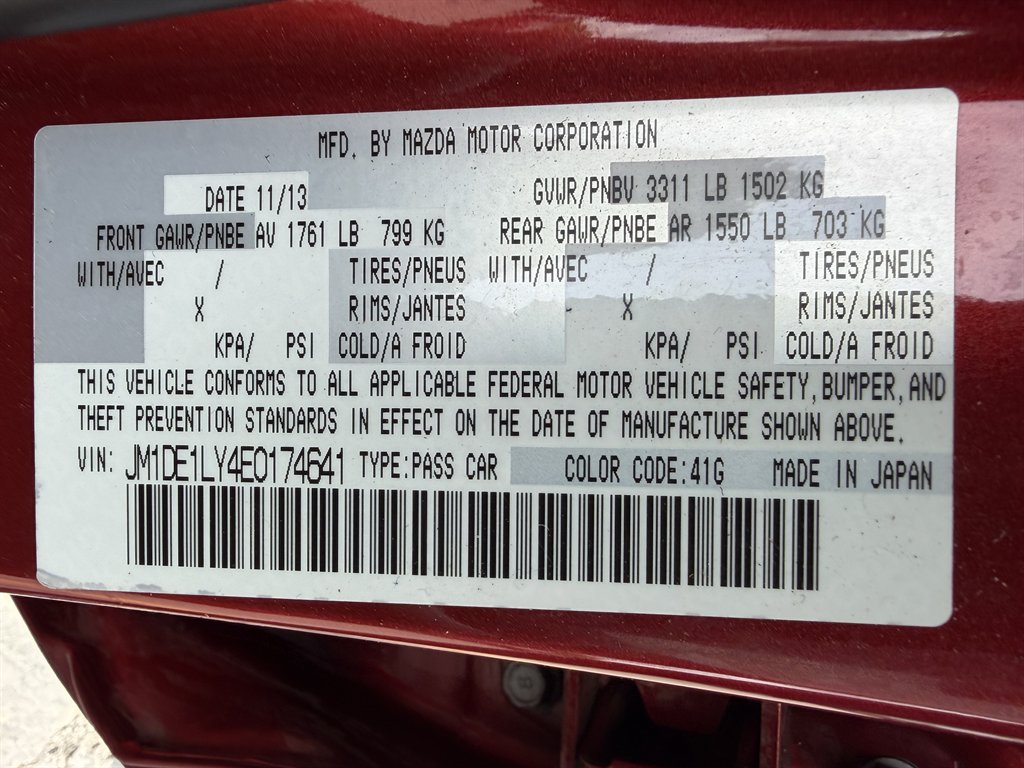 MFD. BY MAZDA MOTOR CORPORATION
DATE 11/13 GVWR/PNBV 3311 LB 1502 KG
FRONT GAWR/PNBE AV 1761 LB 799 KG REAR GAWR/PNBE AR 1550 LB 703 KG
WITH/AVEC / TIRES/PNEUS WITH/AVEC / TIRES/PNEUS
X RIMS/JANTES X RIMS/JANTES
KPA/ PSI COLD/A FROID KPA/ PSI COLD/A FROID
THIS VEHICLE CONFORMS TO ALL APPLICABLE FEDERAL MOTOR VEHICLE SAFETY, BUMPER, AND
THEFT PREVENTION STANDARDS IN EFFECT ON THE DATE OF MANUFACTURE SHOWN ABOVE.
VIN: JM1DE1LY4E0174641 TYPE:PASS CAR COLOR CODE:41G MADE IN JAPAN
8